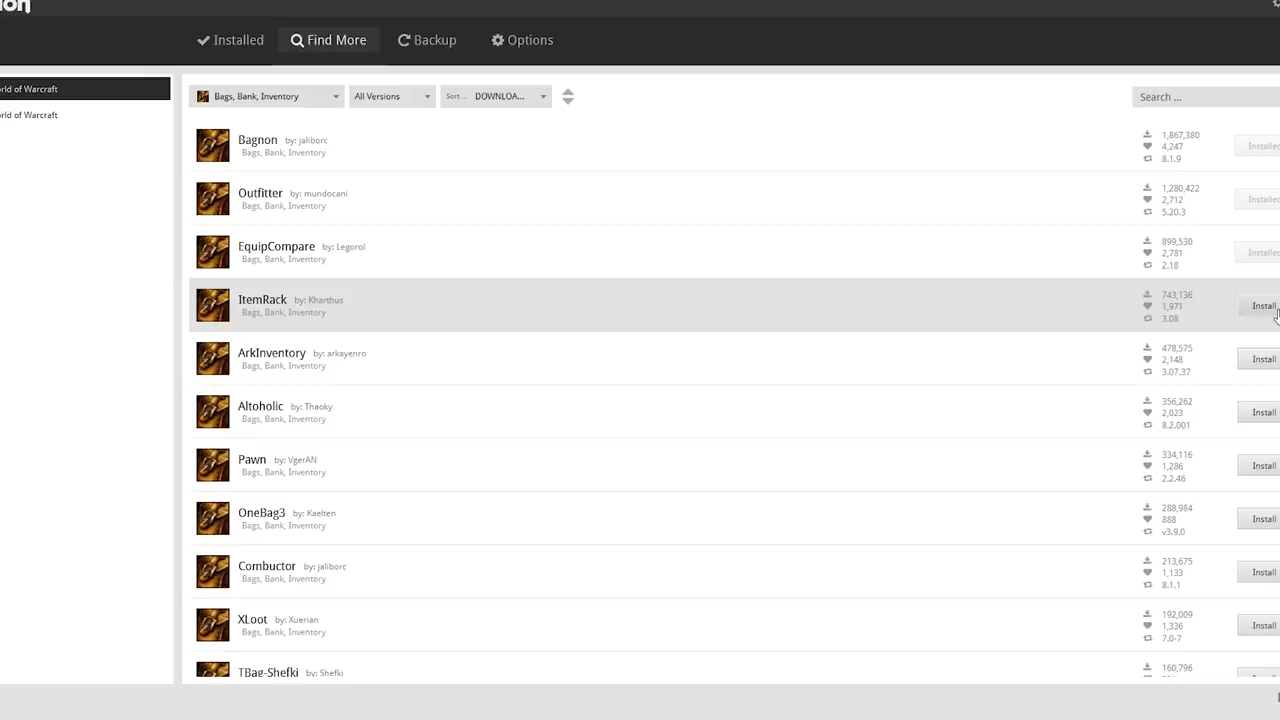 Installed
Find More
Backup
Options
rld of Warcraft
rld of Warcraft
Bags, Bank, Inventory
All Versions
Sort ... DOWNLOA...
Search ...
Bagnon by: jaliborc
Bags, Bank, Inventory
1,867,380
4,247
8.1.9
Installed
Outfitter by: mundocani
Bags, Bank, Inventory
1,280,422
2,712
5.20.3
Installed
EquipCompare by: Legorol
Bags, Bank, Inventory
899,530
2,781
2.18
Installed
ItemRack by: Kharthus
Bags, Bank, Inventory
743,136
1,971
3.08
Install
ArkInventory by: arkayenro
Bags, Bank, Inventory
478,575
2,148
3.07.37
Install
Altoholic by: Thaoky
Bags, Bank, Inventory
356,262
2,023
8.2.001
Install
Pawn by: VgerAN
Bags, Bank, Inventory
334,116
1,286
2.2.46
Install
OneBag3 by: Kaelten
Bags, Bank, Inventory
288,984
888
v3.9.0
Install
Combuctor by: jaliborc
Bags, Bank, Inventory
213,675
1,133
8.1.1
Install
XLoot by: Xuerian
Bags, Bank, Inventory
192,009
1,336
7.0-7
Install
TBag-Shefki by: Shefki
160,796